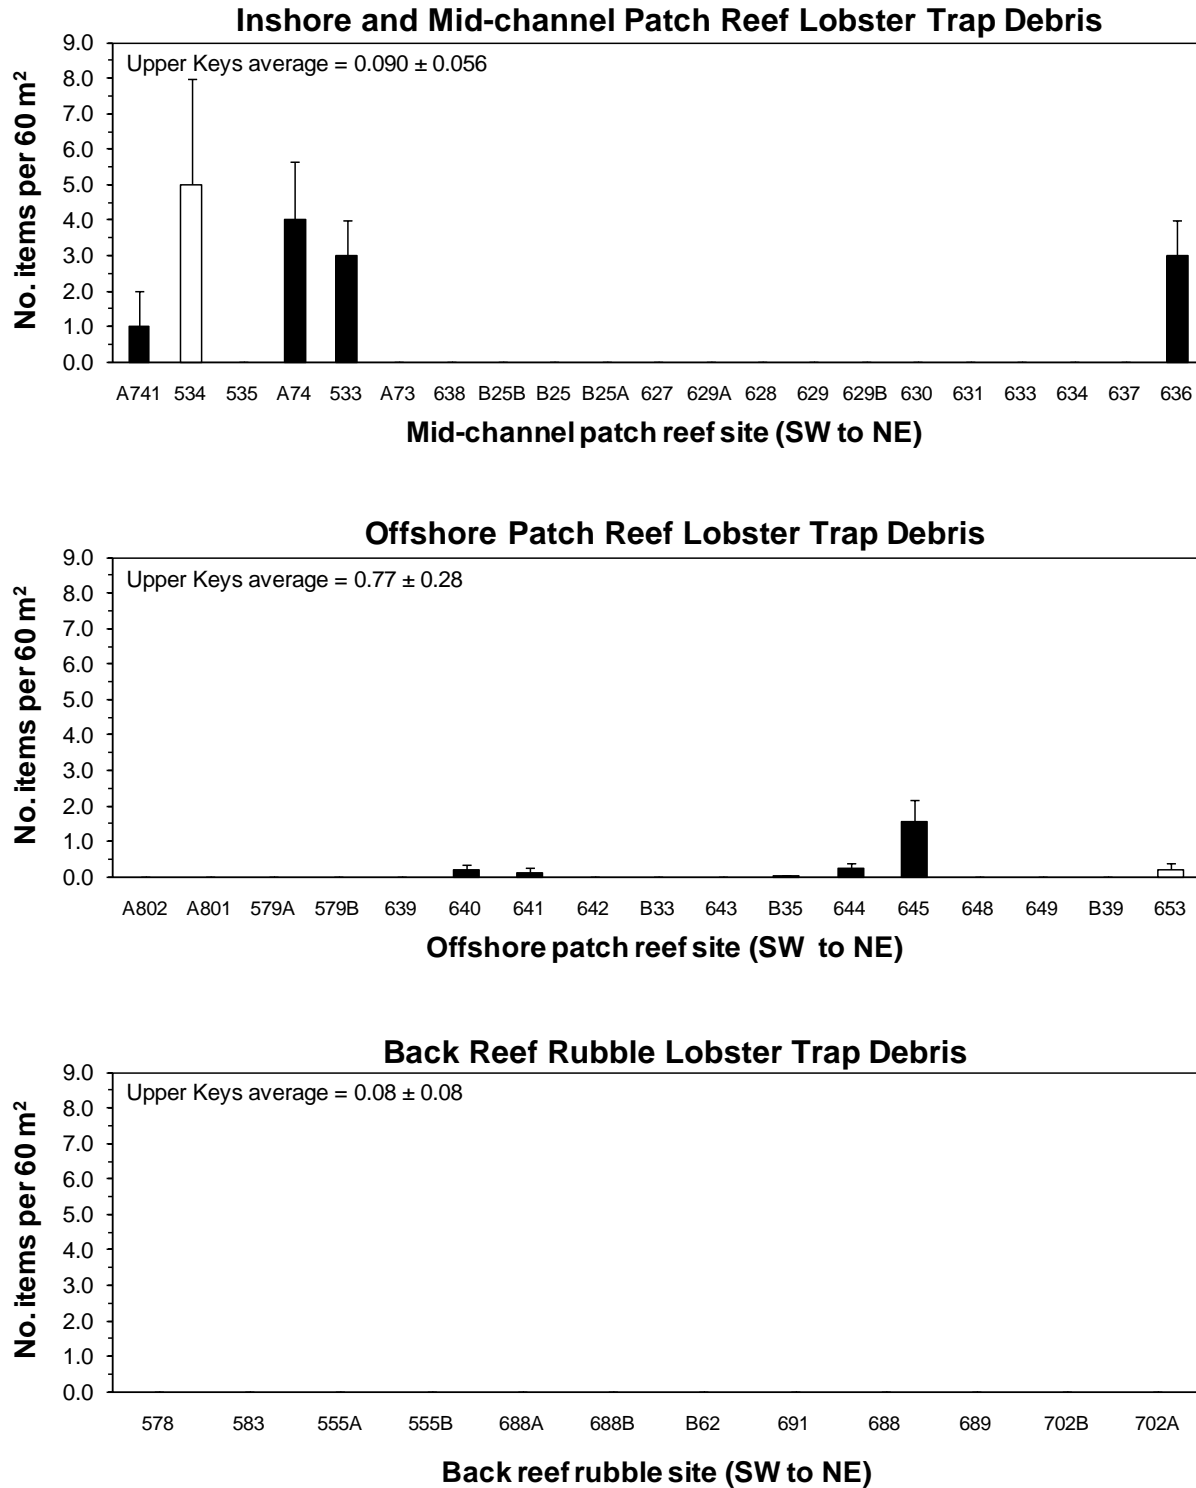 Inshore and Mid-channel Patch Reef Lobster Trap Debris
Upper Keys average = 0.090 ± 0.056
No. items per 60 m²
9.0
8.0
7.0
6.0
5.0
4.0
3.0
2.0
1.0
0.0
A741 534 535 A74 533 A73 638 B25B B25 B25A 627 629A 628 629 629B 630 631 633 634 637 636
Mid-channel patch reef site (SW to NE)
Offshore Patch Reef Lobster Trap Debris
Upper Keys average = 0.77 ± 0.28
No. items per 60 m²
9.0
8.0
7.0
6.0
5.0
4.0
3.0
2.0
1.0
0.0
A802 A801 579A 579B 639 640 641 642 B33 643 B35 644 645 648 649 B39 653
Offshore patch reef site (SW to NE)
Back Reef Rubble Lobster Trap Debris
Upper Keys average = 0.08 ± 0.08
No. items per 60 m²
9.0
8.0
7.0
6.0
5.0
4.0
3.0
2.0
1.0
0.0
578 583 555A 555B 688A 688B B62 691 688 689 702B 702A
Back reef rubble site (SW to NE)